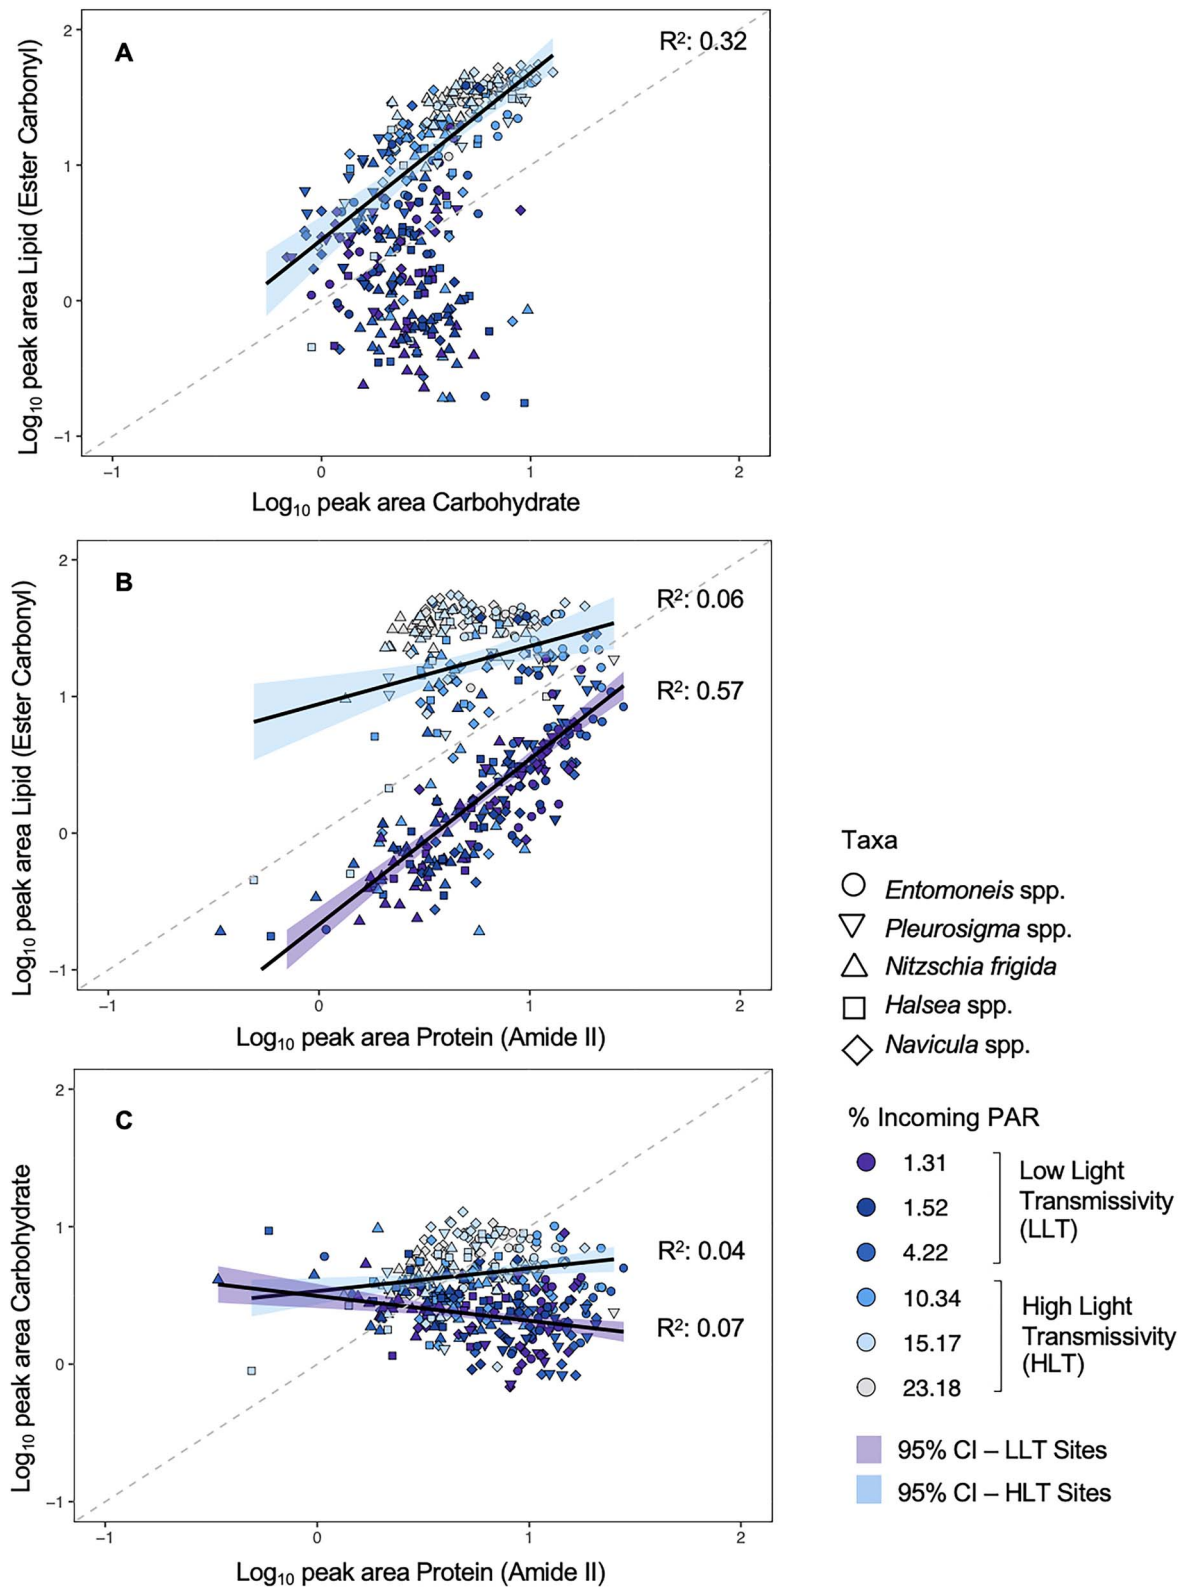 A
R²: 0.32
2
1
0
−1
Log₁₀ peak area Lipid (Ester Carbonyl)
−1
0
1
2
Log₁₀ peak area Carbohydrate
B
R²: 0.06
R²: 0.57
2
1
0
−1
Log₁₀ peak area Lipid (Ester Carbonyl)
−1
0
1
2
Log₁₀ peak area Protein (Amide II)
C
R²: 0.04
R²: 0.07
2
1
0
−1
Log₁₀ peak area Carbohydrate
−1
0
1
2
Log₁₀ peak area Protein (Amide II)
Taxa
Entomoneis spp.
Pleurosigma spp.
Nitzschia frigida
Halsea spp.
Navicula spp.
% Incoming PAR
1.31
1.52
4.22
Low Light
Transmissivity
(LLT)
10.34
15.17
23.18
High Light
Transmissivity
(HLT)
95% CI – LLT Sites
95% CI – HLT Sites